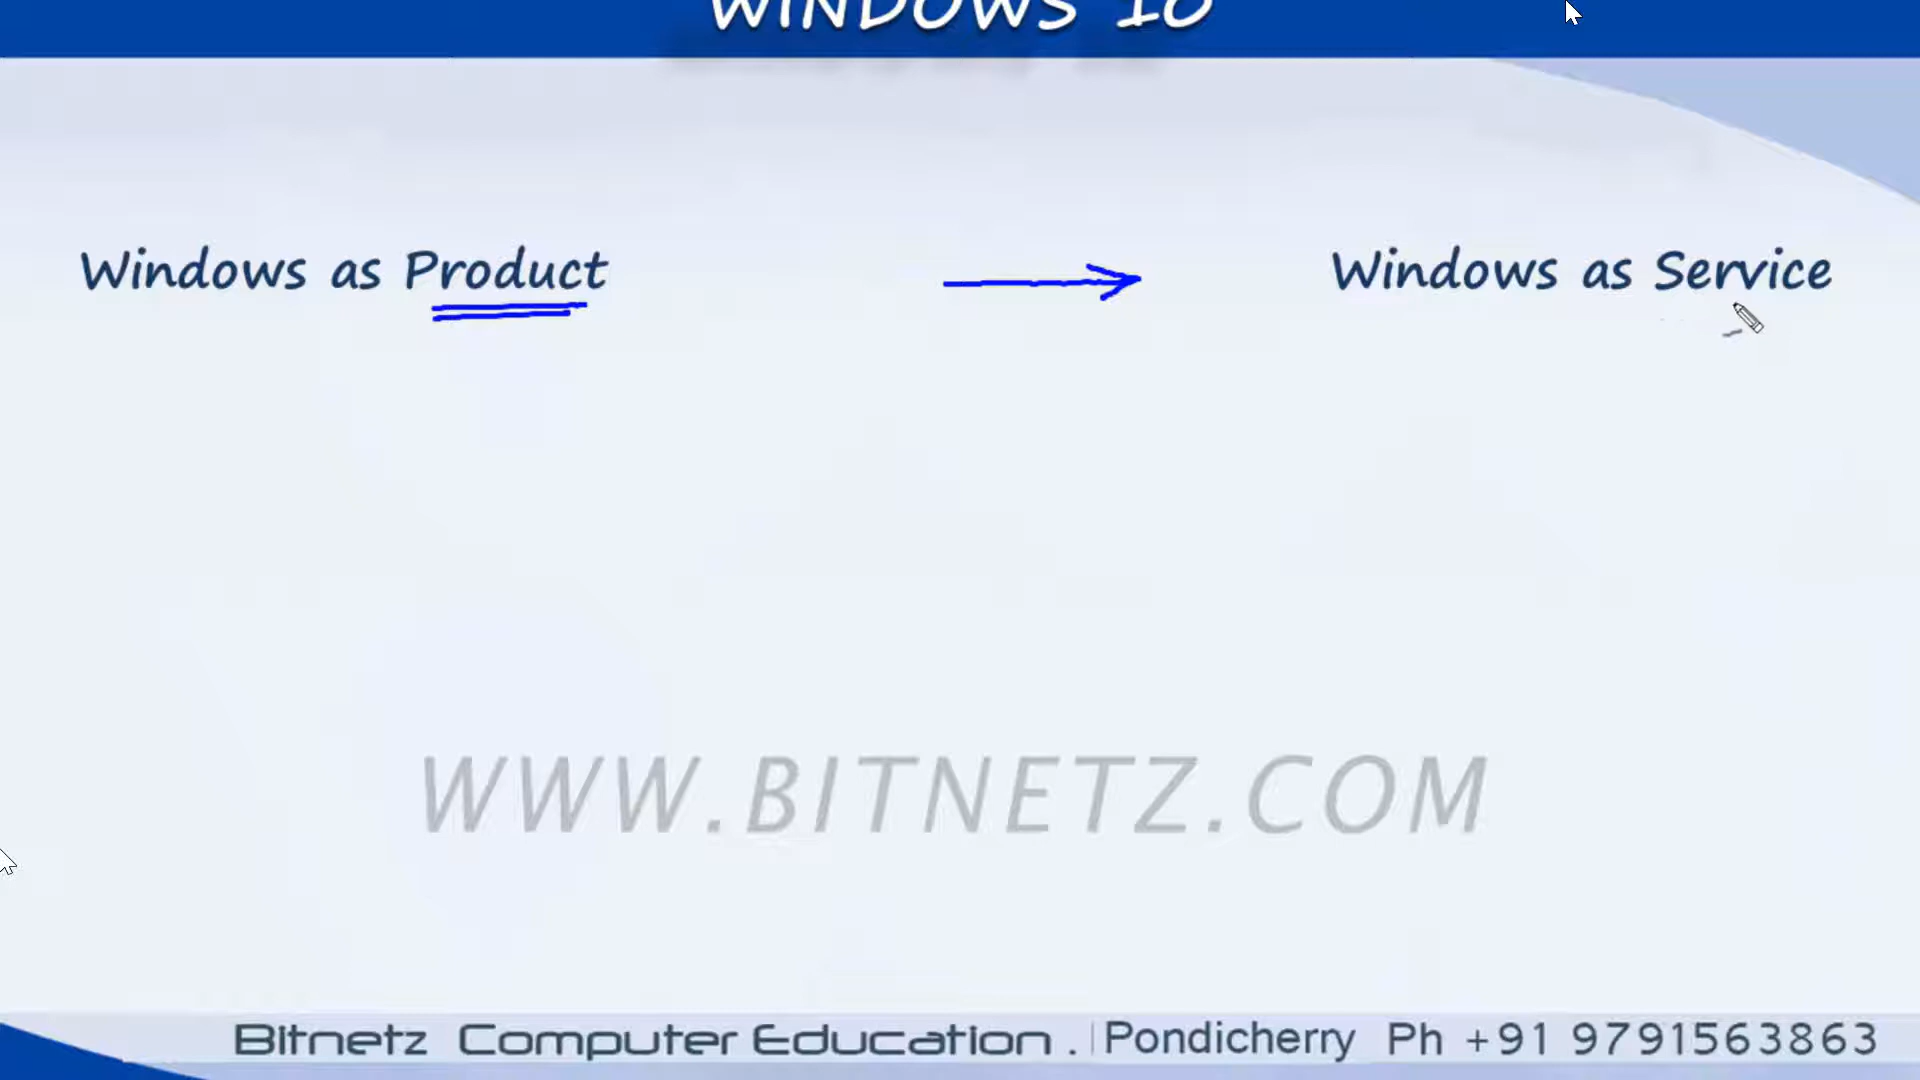 WINDOWS 10
Windows as Product
Windows as Service
WWW.BITNETZ.COM
Bitnetz Computer Education . Pondicherry Ph +91 9791563863